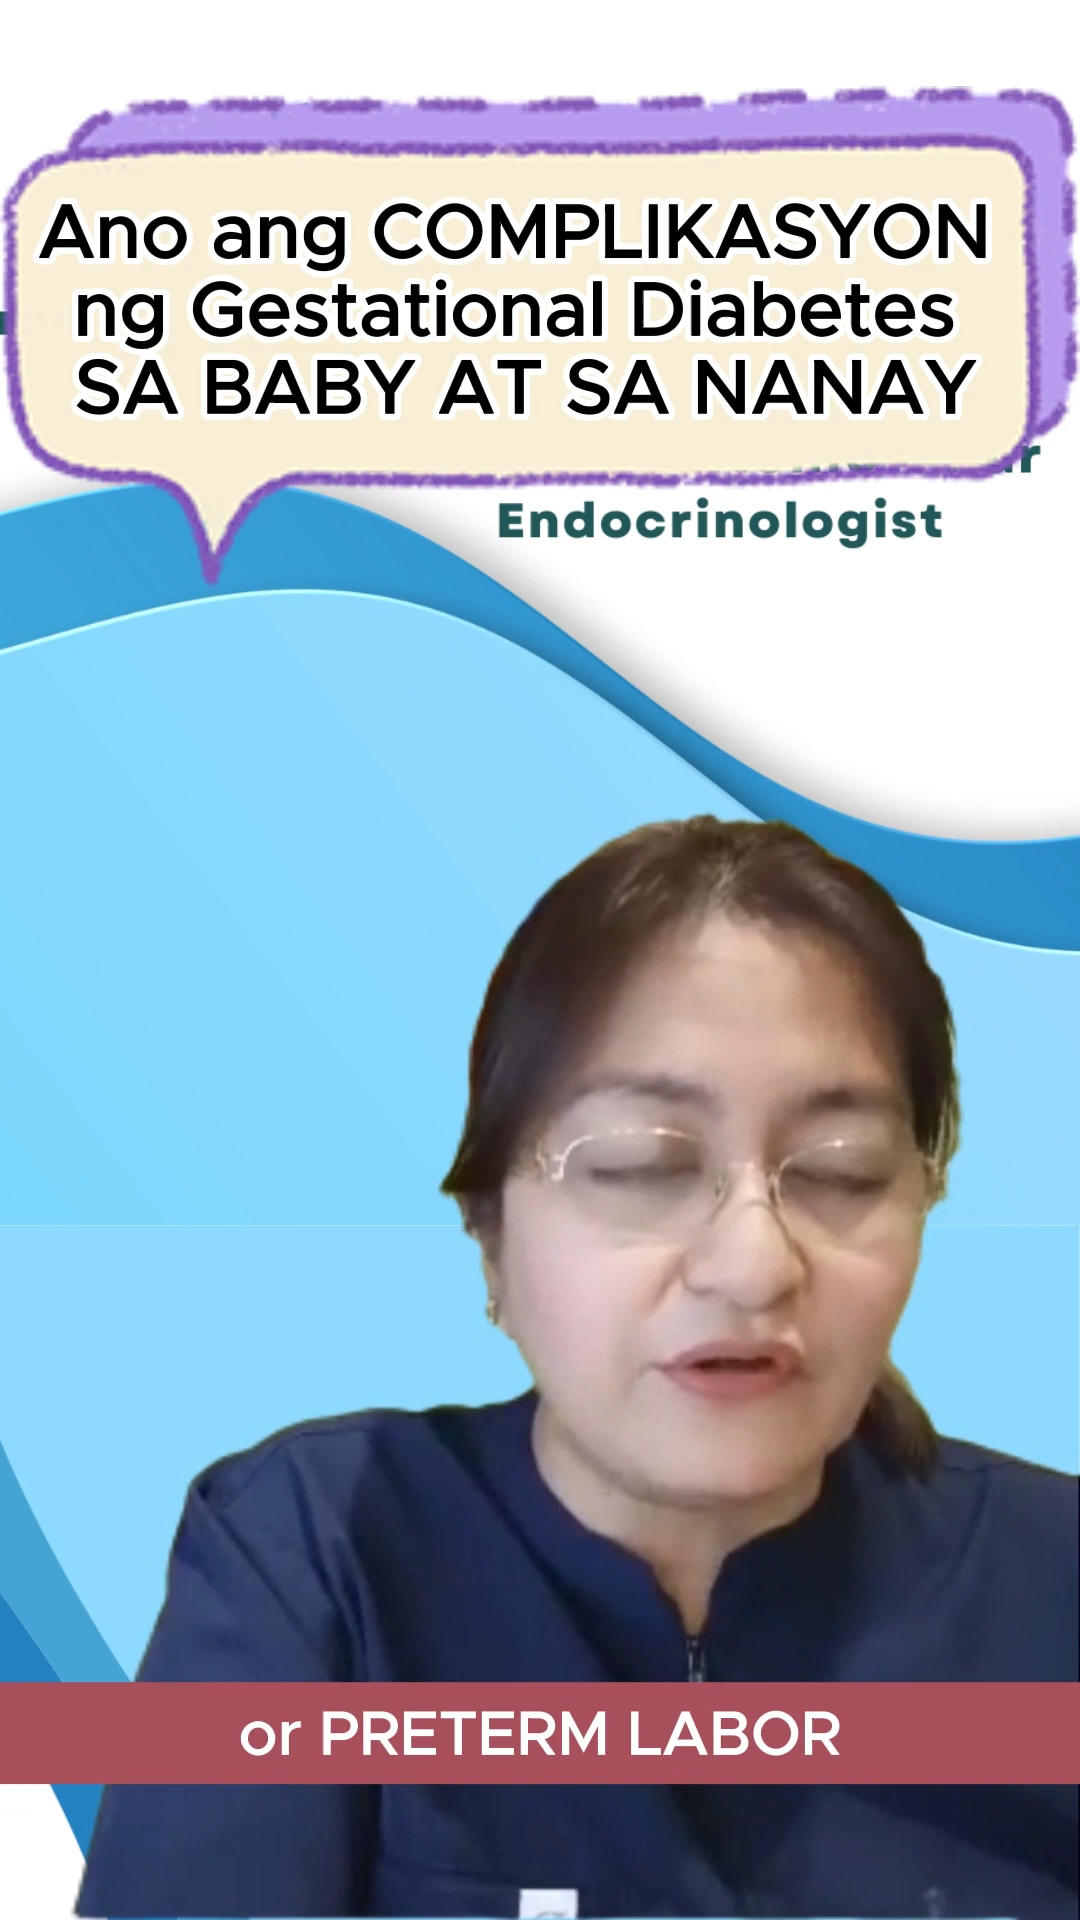 Ano ang COMPLIKASYON
ng Gestational Diabetes
SA BABY AT SA NANAY
Endocrinologist
or PRETERM LABOR